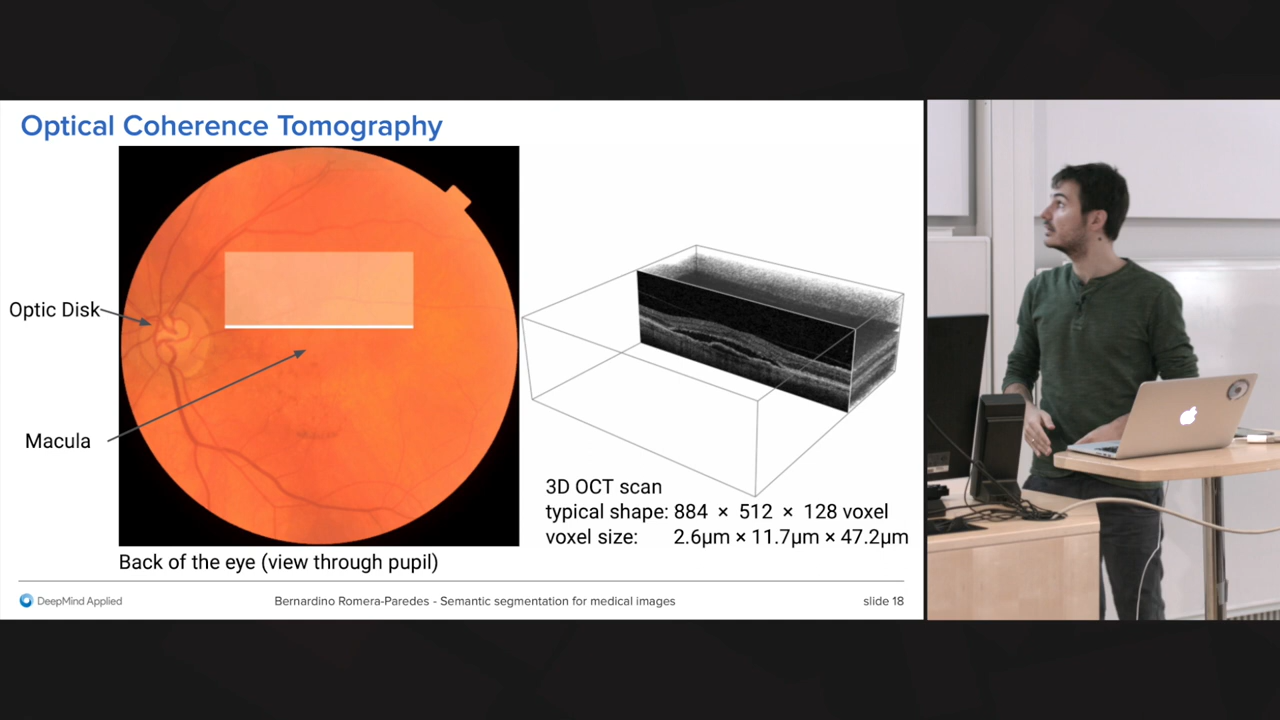 Optical Coherence Tomography
Optic Disk
Macula
Back of the eye (view through pupil)
3D OCT scan
typical shape: 884 × 512 × 128 voxel
voxel size: 2.6μm × 11.7μm × 47.2μm
DeepMind Applied
Bernardino Romera-Paredes - Semantic segmentation for medical images
slide 18